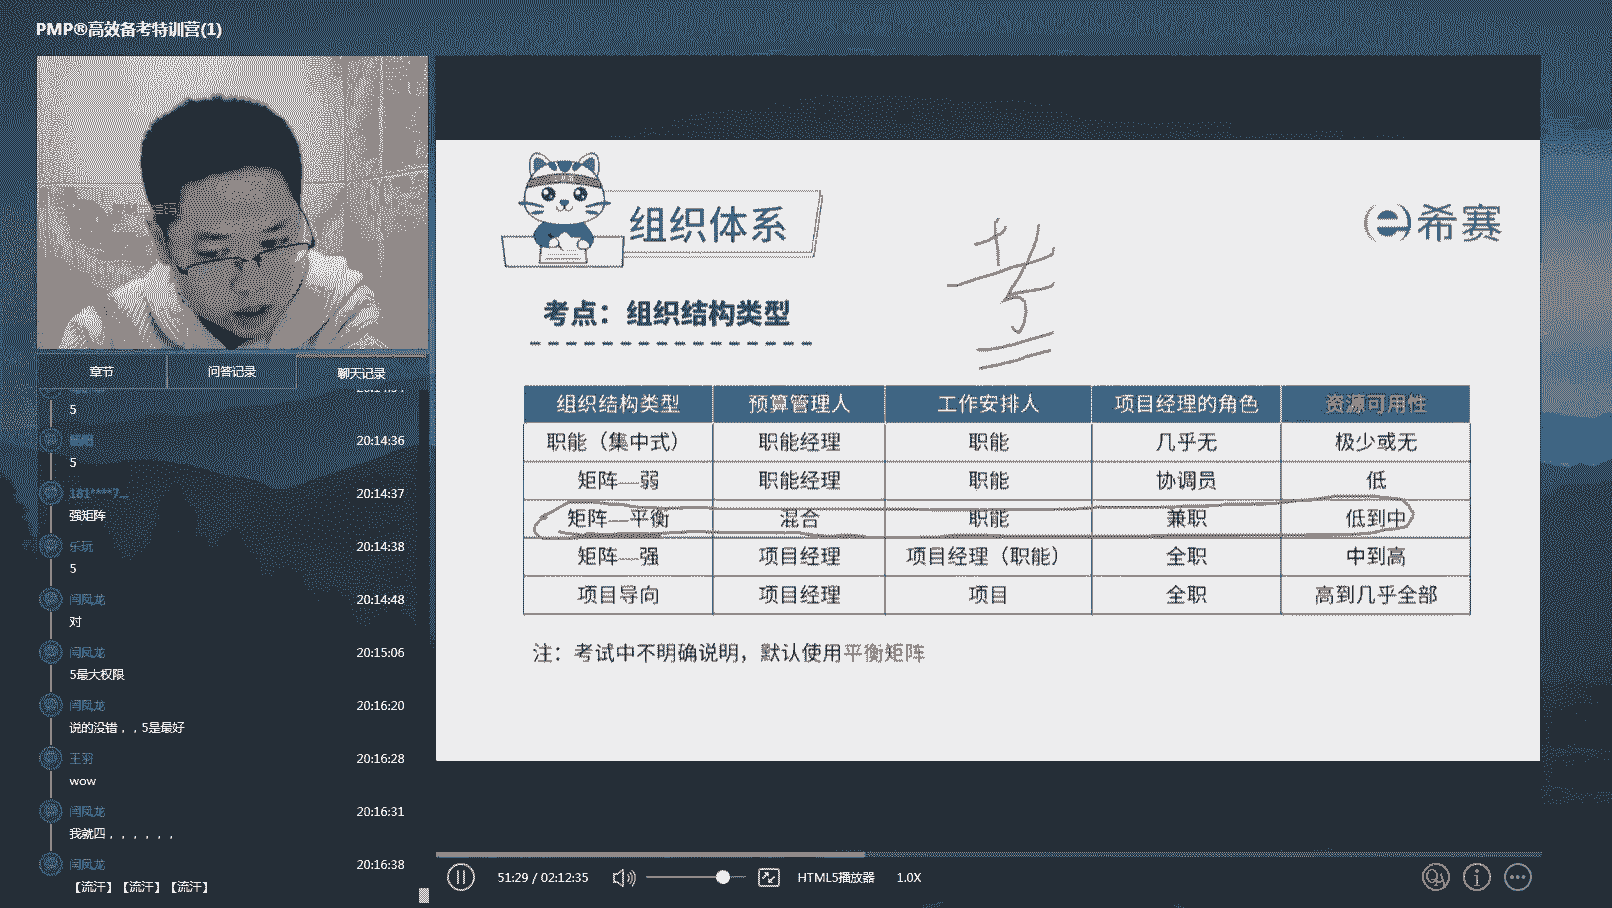 PMP®高效备考特训营(1)
章节
问答记录
聊天记录
5
20:14:36
5
181****7...
20:14:37
强矩阵
乐玩
20:14:38
5
闫凤龙
20:14:48
对
闫凤龙
20:15:06
5是最大权限
闫凤龙
20:16:20
说的没错，，5是最好
王羽
20:16:28
wow
闫凤龙
20:16:31
我就四，，，，，，
闫凤龙
20:16:38
【流汗】【流汗】【流汗】
组织体系
希赛
考
考点：组织结构类型
组织结构类型 预算管理人 工作安排人 项目经理的角色 资源可用性
职能（集中式） 职能经理 职能 几乎无 极少或无
矩阵—弱 职能经理 职能 协调员 低
矩阵—平衡 混合 职能 兼职 低到中
矩阵—强 项目经理 项目经理（职能） 全职 中到高
项目导向 项目经理 项目 全职 高到几乎全部
注：考试中不明确说明，默认使用平衡矩阵
51:29 / 02:12:35
HTML5播放器
1.0X